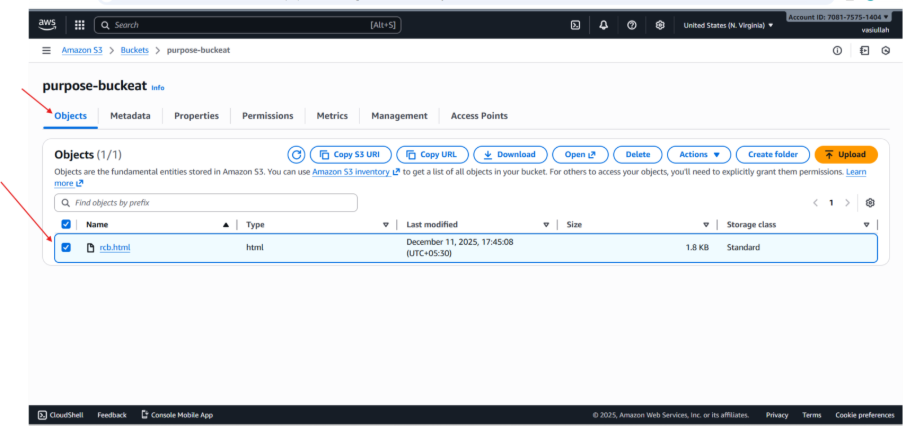 aws
Search
[Alt+S]
United States (N. Virginia) ▼
Account ID: 7081-7575-1404 ▼
vasiullah
Amazon S3 > Buckets > purpose-buckeat
purpose-buckeat Info
Objects Metadata Properties Permissions Metrics Management Access Points
Objects (1/1)
Copy S3 URI Copy URL Download Open Delete Actions ▼ Create folder Upload
Objects are the fundamental entities stored in Amazon S3. You can use Amazon S3 inventory to get a list of all objects in your bucket. For others to access your objects, you'll need to explicitly grant them permissions. Learn
more
Find objects by prefix
< 1 >
Name Type Last modified Size Storage class
rcb.html html December 11, 2025, 17:45:08 1.8 KB Standard
(UTC+05:30)
CloudShell Feedback Console Mobile App © 2025, Amazon Web Services, Inc. or its affiliates. Privacy Terms Cookie preferences